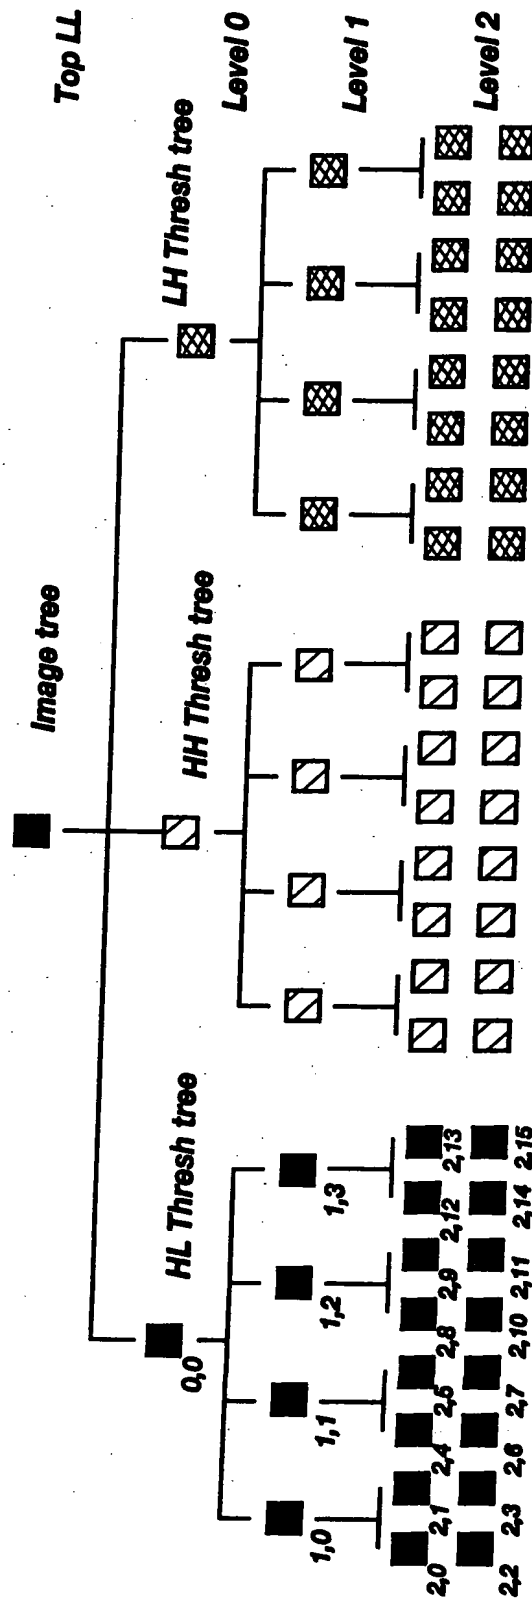 Image tree
Top LL
HL Thresh tree
HH Thresh tree
LH Thresh tree
0,0
Level 0
1,0
1,1
1,2
1,3
Level 1
2,0 2,1 2,4 2,5 2,8 2,9 2,12 2,13
Level 2
2,2 2,3 2,6 2,7 2,10 2,11 2,14 2,15